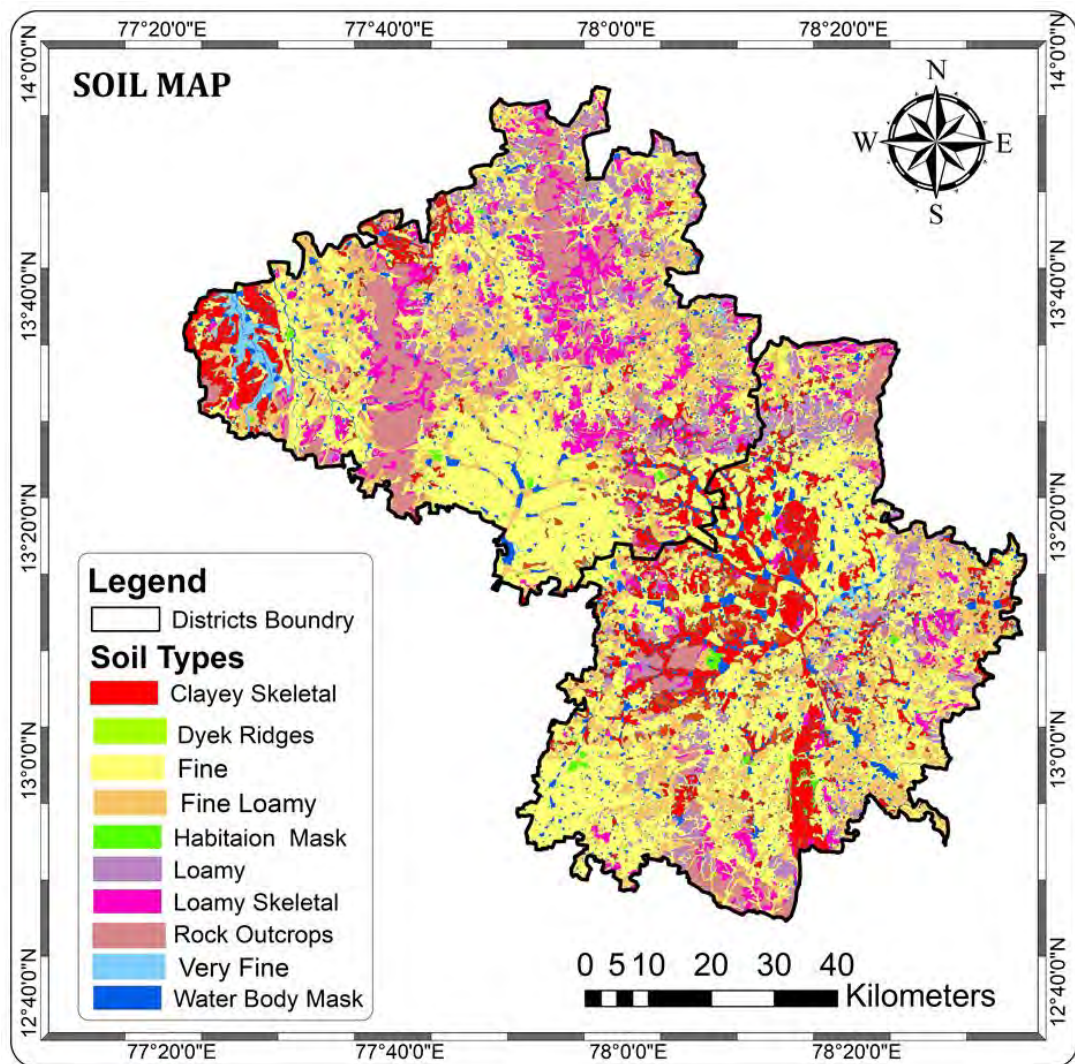 77°20'0"E 77°40'0"E 78°0'0"E 78°20'0"E
14°0'0"N 14°0'0"N
SOIL MAP
N
W E
S
13°40'0"N 13°40'0"N
13°20'0"N 13°20'0"N
Legend
Districts Boundry
Soil Types
Clayey Skeletal
Dyek Ridges
Fine
Fine Loamy
Habitaion Mask
Loamy
Loamy Skeletal
Rock Outcrops
Very Fine
Water Body Mask
13°0'0"N 13°0'0"N
0 5 10 20 30 40
Kilometers
12°40'0"N 12°40'0"N
77°20'0"E 77°40'0"E 78°0'0"E 78°20'0"E